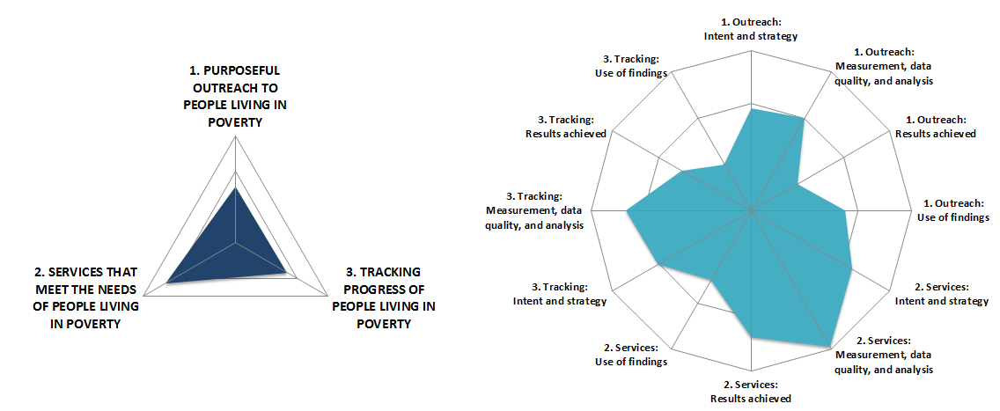 1. PURPOSEFUL
OUTREACH TO
PEOPLE LIVING IN
POVERTY
2. SERVICES THAT
MEET THE NEEDS
OF PEOPLE LIVING
IN POVERTY
3. TRACKING
PROGRESS OF
PEOPLE LIVING IN
POVERTY
1. Outreach:
Intent and strategy
1. Outreach:
Measurement, data
quality, and analysis
1. Outreach:
Results achieved
1. Outreach:
Use of findings
2. Services:
Intent and strategy
2. Services:
Measurement, data
quality, and analysis
2. Services:
Results achieved
2. Services:
Use of findings
3. Tracking:
Intent and strategy
3. Tracking:
Measurement, data
quality, and analysis
3. Tracking:
Results achieved
3. Tracking:
Use of findings